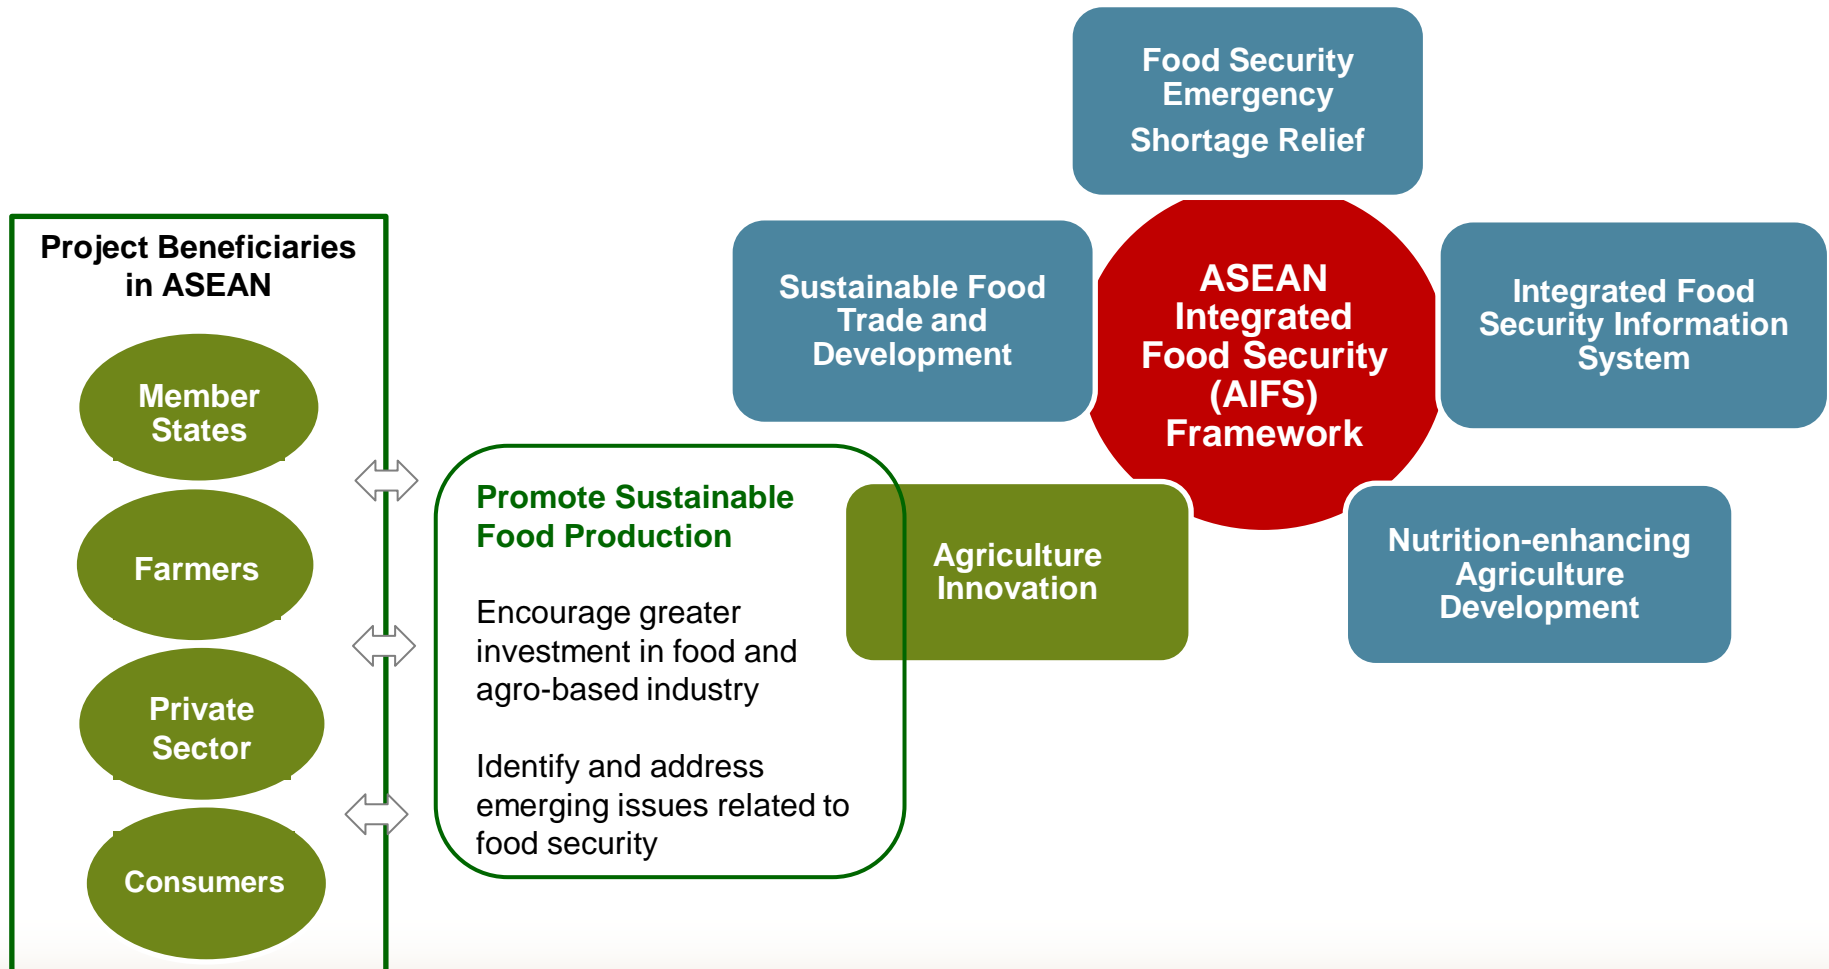 Food Security
Emergency
Shortage Relief
Project Beneficiaries
in ASEAN
Member
States
Farmers
Private
Sector
Consumers
Sustainable Food
Trade and
Development
ASEAN
Integrated
Food Security
(AIFS)
Framework
Integrated Food
Security Information
System
Promote Sustainable
Food Production
Encourage greater
investment in food and
agro-based industry
Identify and address
emerging issues related to
food security
Agriculture
Innovation
Nutrition-enhancing
Agriculture
Development